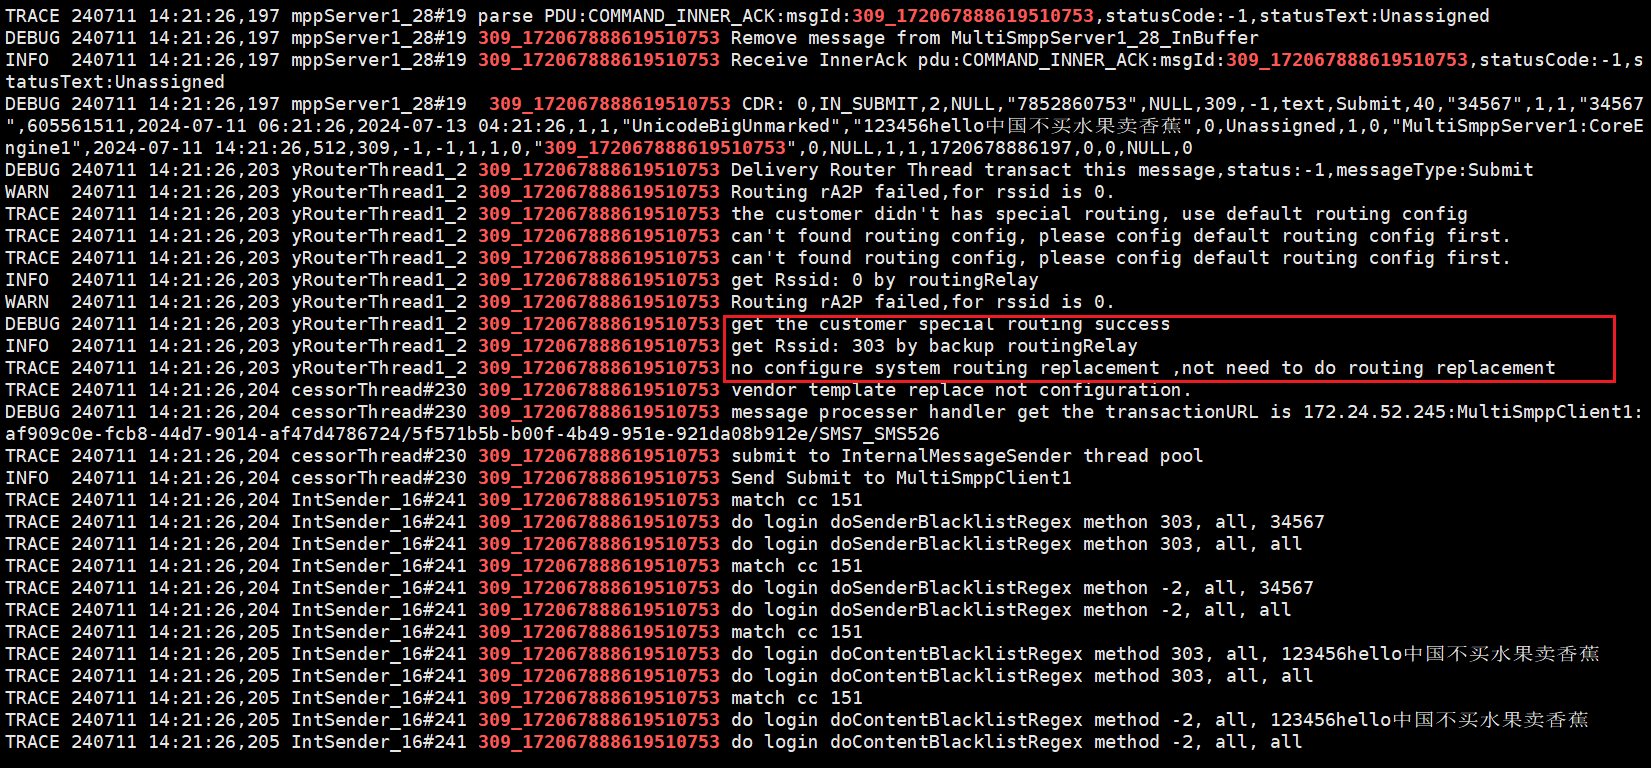 TRACE 240711 14:21:26,197 mppServer1_28#19 parse PDU:COMMAND_INNER_ACK:msgId:309_172067888619510753,statusCode:-1,statusText:Unassigned
DEBUG 240711 14:21:26,197 mppServer1_28#19 309_172067888619510753 Remove message from MultiSmppServer1_28_InBuffer
INFO  240711 14:21:26,197 mppServer1_28#19 309_172067888619510753 Receive InnerAck pdu:COMMAND_INNER_ACK:msgId:309_172067888619510753,statusCode:-1,s
tatusText:Unassigned
DEBUG 240711 14:21:26,197 mppServer1_28#19  309_172067888619510753 CDR: 0,IN_SUBMIT,2,NULL,"7852860753",NULL,309,-1,text,Submit,40,"34567",1,1,"34567
",605561511,2024-07-11 06:21:26,2024-07-13 04:21:26,1,1,"UnicodeBigUnmarked","123456hello中国不买水果卖香蕉",0,Unassigned,1,0,"MultiSmppServer1:CoreE
ngine1",2024-07-11 14:21:26,512,309,-1,-1,1,1,0,"309_172067888619510753",0,NULL,1,1,1720678886197,0,0,NULL,0
DEBUG 240711 14:21:26,203 yRouterThread1_2 309_172067888619510753 Delivery Router Thread transact this message,status:-1,messageType:Submit
WARN  240711 14:21:26,203 yRouterThread1_2 309_172067888619510753 Routing rA2P failed,for rssid is 0.
TRACE 240711 14:21:26,203 yRouterThread1_2 309_172067888619510753 the customer didn't has special routing, use default routing config
TRACE 240711 14:21:26,203 yRouterThread1_2 309_172067888619510753 can't found routing config, please config default routing config first.
TRACE 240711 14:21:26,203 yRouterThread1_2 309_172067888619510753 can't found routing config, please config default routing config first.
INFO  240711 14:21:26,203 yRouterThread1_2 309_172067888619510753 get Rssid: 0 by routingRelay
WARN  240711 14:21:26,203 yRouterThread1_2 309_172067888619510753 Routing rA2P failed,for rssid is 0.
DEBUG 240711 14:21:26,203 yRouterThread1_2 309_172067888619510753 get the customer special routing success
INFO  240711 14:21:26,203 yRouterThread1_2 309_172067888619510753 get Rssid: 303 by backup routingRelay
TRACE 240711 14:21:26,203 yRouterThread1_2 309_172067888619510753 no configure system routing replacement ,not need to do routing replacement
TRACE 240711 14:21:26,204 cessorThread#230 309_172067888619510753 vendor template replace not configuration.
DEBUG 240711 14:21:26,204 cessorThread#230 309_172067888619510753 message processer handler get the transactionURL is 172.24.52.245:MultiSmppClient1:
af909c0e-fcb8-44d7-9014-af47d4786724/5f571b5b-b00f-4b49-951e-921da08b912e/SMS7_SMS526
TRACE 240711 14:21:26,204 cessorThread#230 309_172067888619510753 submit to InternalMessageSender thread pool
INFO  240711 14:21:26,204 cessorThread#230 309_172067888619510753 Send Submit to MultiSmppClient1
TRACE 240711 14:21:26,204 IntSender_16#241 309_172067888619510753 match cc 151
TRACE 240711 14:21:26,204 IntSender_16#241 309_172067888619510753 do login doSenderBlacklistRegex methon 303, all, 34567
TRACE 240711 14:21:26,204 IntSender_16#241 309_172067888619510753 do login doSenderBlacklistRegex methon 303, all, all
TRACE 240711 14:21:26,204 IntSender_16#241 309_172067888619510753 match cc 151
TRACE 240711 14:21:26,204 IntSender_16#241 309_172067888619510753 do login doSenderBlacklistRegex methon -2, all, 34567
TRACE 240711 14:21:26,204 IntSender_16#241 309_172067888619510753 do login doSenderBlacklistRegex methon -2, all, all
TRACE 240711 14:21:26,205 IntSender_16#241 309_172067888619510753 match cc 151
TRACE 240711 14:21:26,205 IntSender_16#241 309_172067888619510753 do login doContentBlacklistRegex method 303, all, 123456hello中国不买水果卖香蕉
TRACE 240711 14:21:26,205 IntSender_16#241 309_172067888619510753 do login doContentBlacklistRegex method 303, all, all
TRACE 240711 14:21:26,205 IntSender_16#241 309_172067888619510753 match cc 151
TRACE 240711 14:21:26,205 IntSender_16#241 309_172067888619510753 do login doContentBlacklistRegex method -2, all, 123456hello中国不买水果卖香蕉
TRACE 240711 14:21:26,205 IntSender_16#241 309_172067888619510753 do login doContentBlacklistRegex method -2, all, all